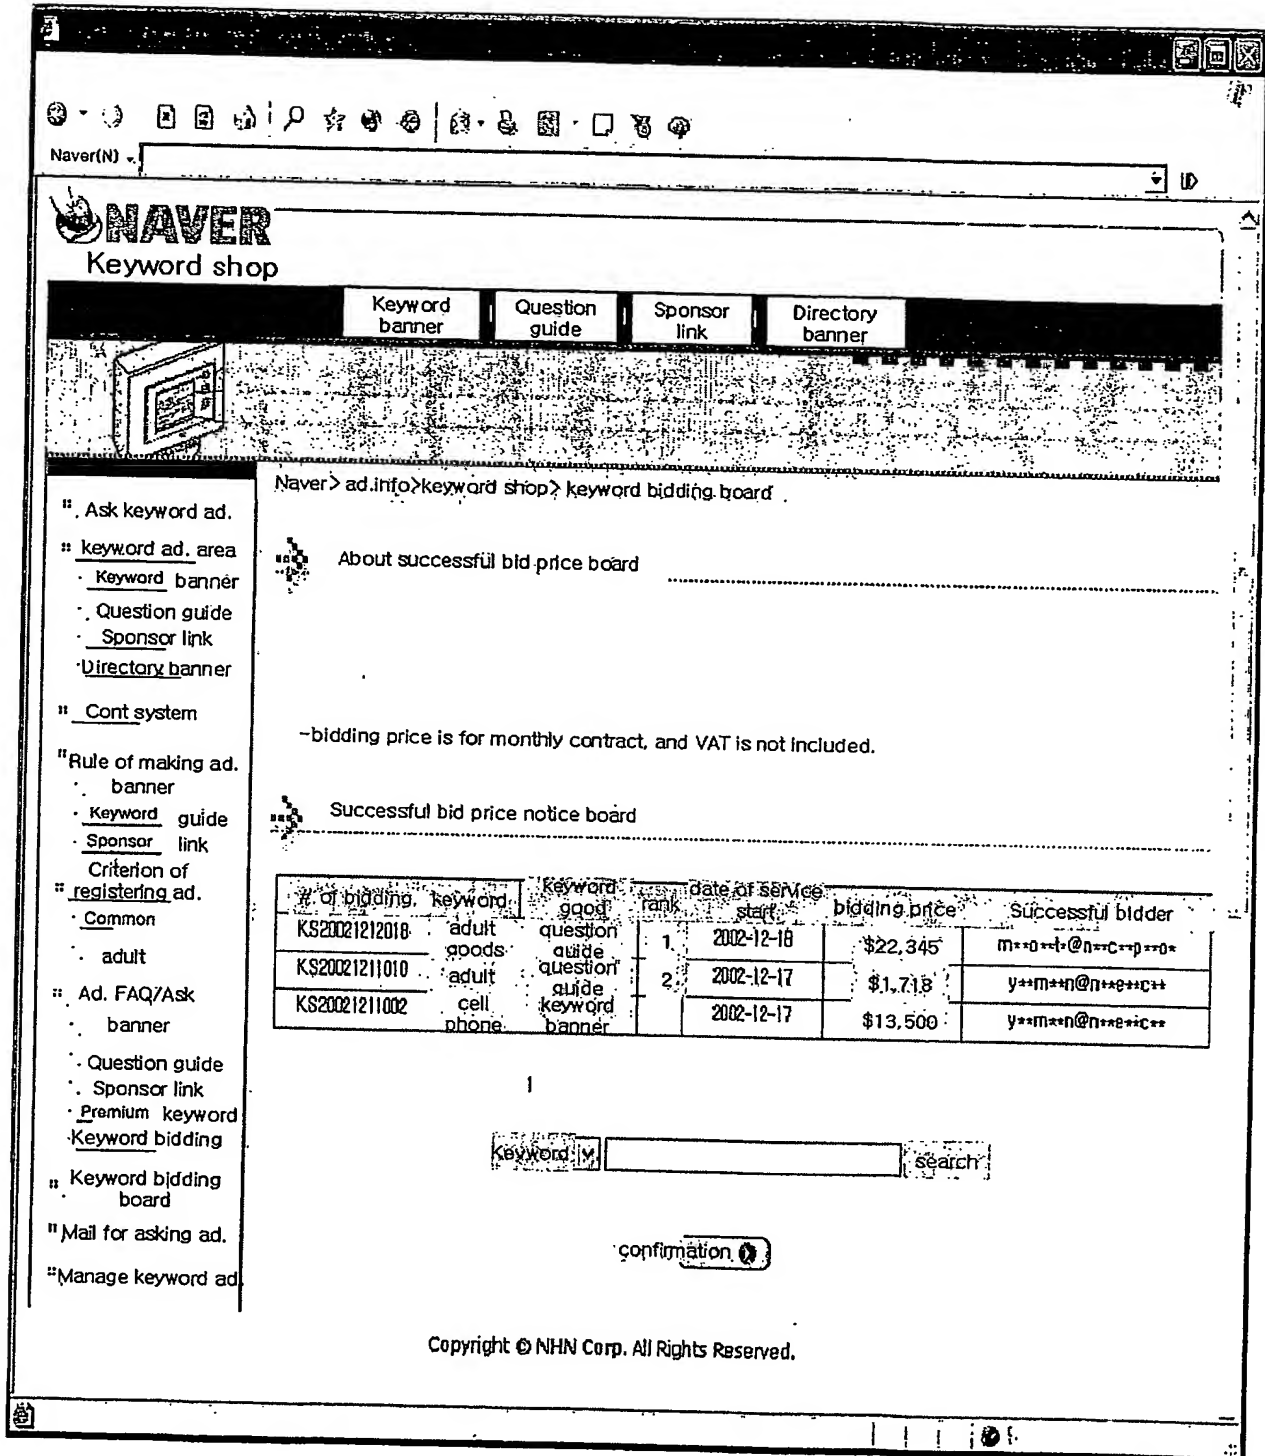 Naver(N)
NAVER
Keyword shop
Keyword banner
Question guide
Sponsor link
Directory banner
Naver> ad.info>keyword shop> keyword bidding board
Ask keyword ad.
keyword ad. area
Keyword banner
Question guide
Sponsor link
Directory banner
Cont system
Rule of making ad.
banner
Keyword guide
Sponsor link
Criterion of
registering ad.
Common
adult
Ad. FAQ/Ask
banner
Question guide
Sponsor link
Premium keyword
Keyword bidding
Keyword bidding
board
Mail for asking ad.
Manage keyword ad
About successful bid price board
-bidding price is for monthly contract, and VAT is not included.
Successful bid price notice board
# of bidding. keyword keyword good rank date of service start bidding price Successful bidder
KS20021212018 adult goods question guide 1 2002-12-18 $22,345 m**o**t*@n**c**p**o*
KS20021211010 adult question guide 2 2002-12-17 $1,718 y**m**n@n**e**c**
KS20021211002 cell phone keyword banner 2002-12-17 $13,500 y**m**n@n**e**c**
1
Keyword search
confirmation
Copyright © NHN Corp. All Rights Reserved.